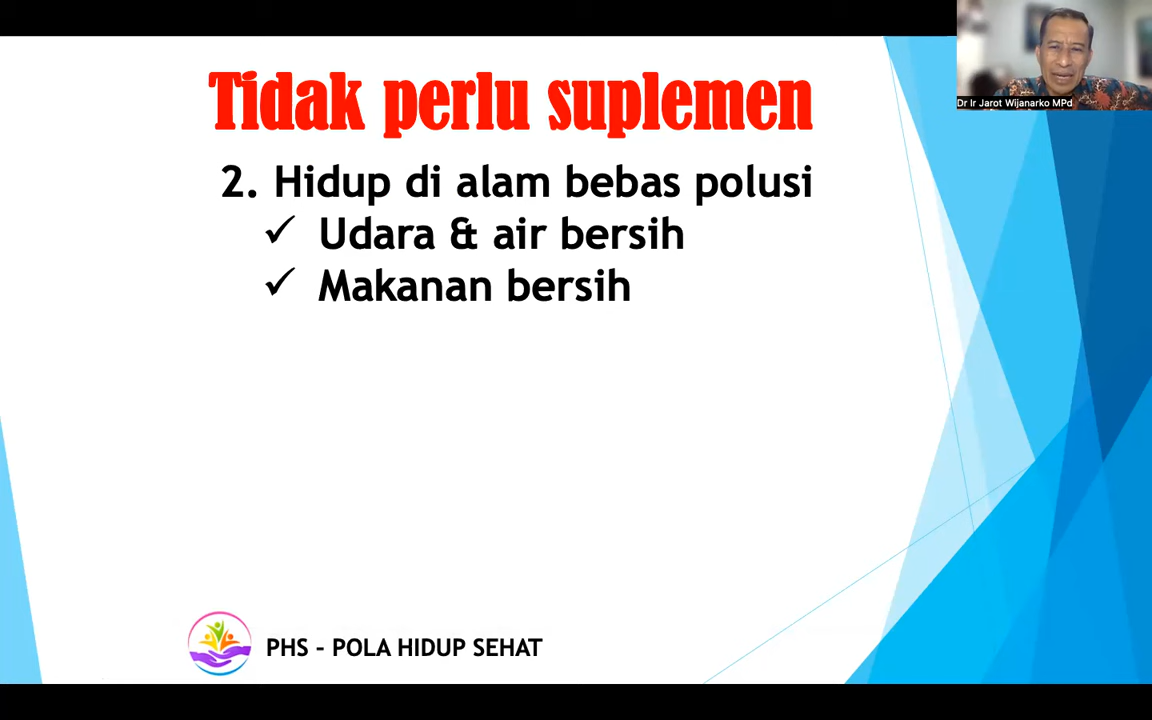 Tidak perlu suplemen
Dr Ir Jarot Wijanarko MPd
2. Hidup di alam bebas polusi
✓ Udara & air bersih
✓ Makanan bersih
PHS - POLA HIDUP SEHAT